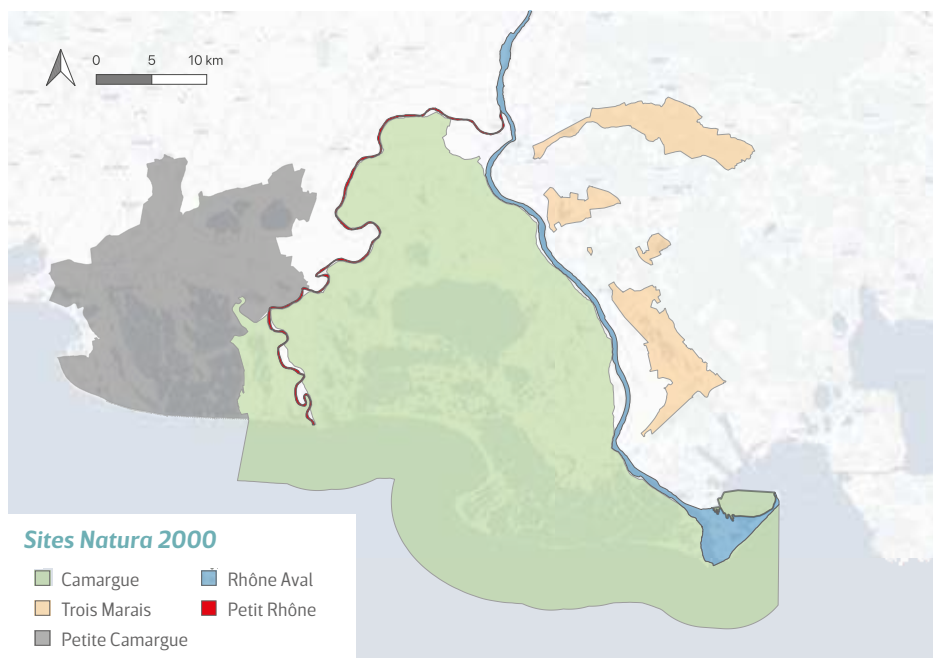 0 5 10 km
Sites Natura 2000
Camargue
Rhône Aval
Trois Marais
Petit Rhône
Petite Camargue